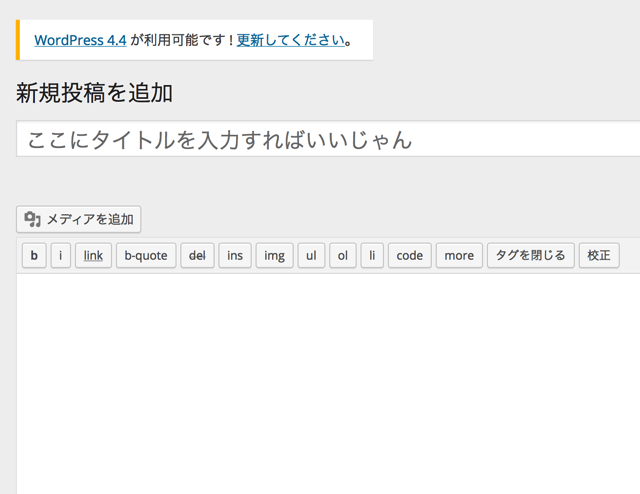 WordPress 4.4 が利用可能です ! 更新してください。
新規投稿を追加
ここにタイトルを入力すればいいじゃん
メディアを追加
b i link b-quote del ins img ul ol li code more タグを閉じる 校正